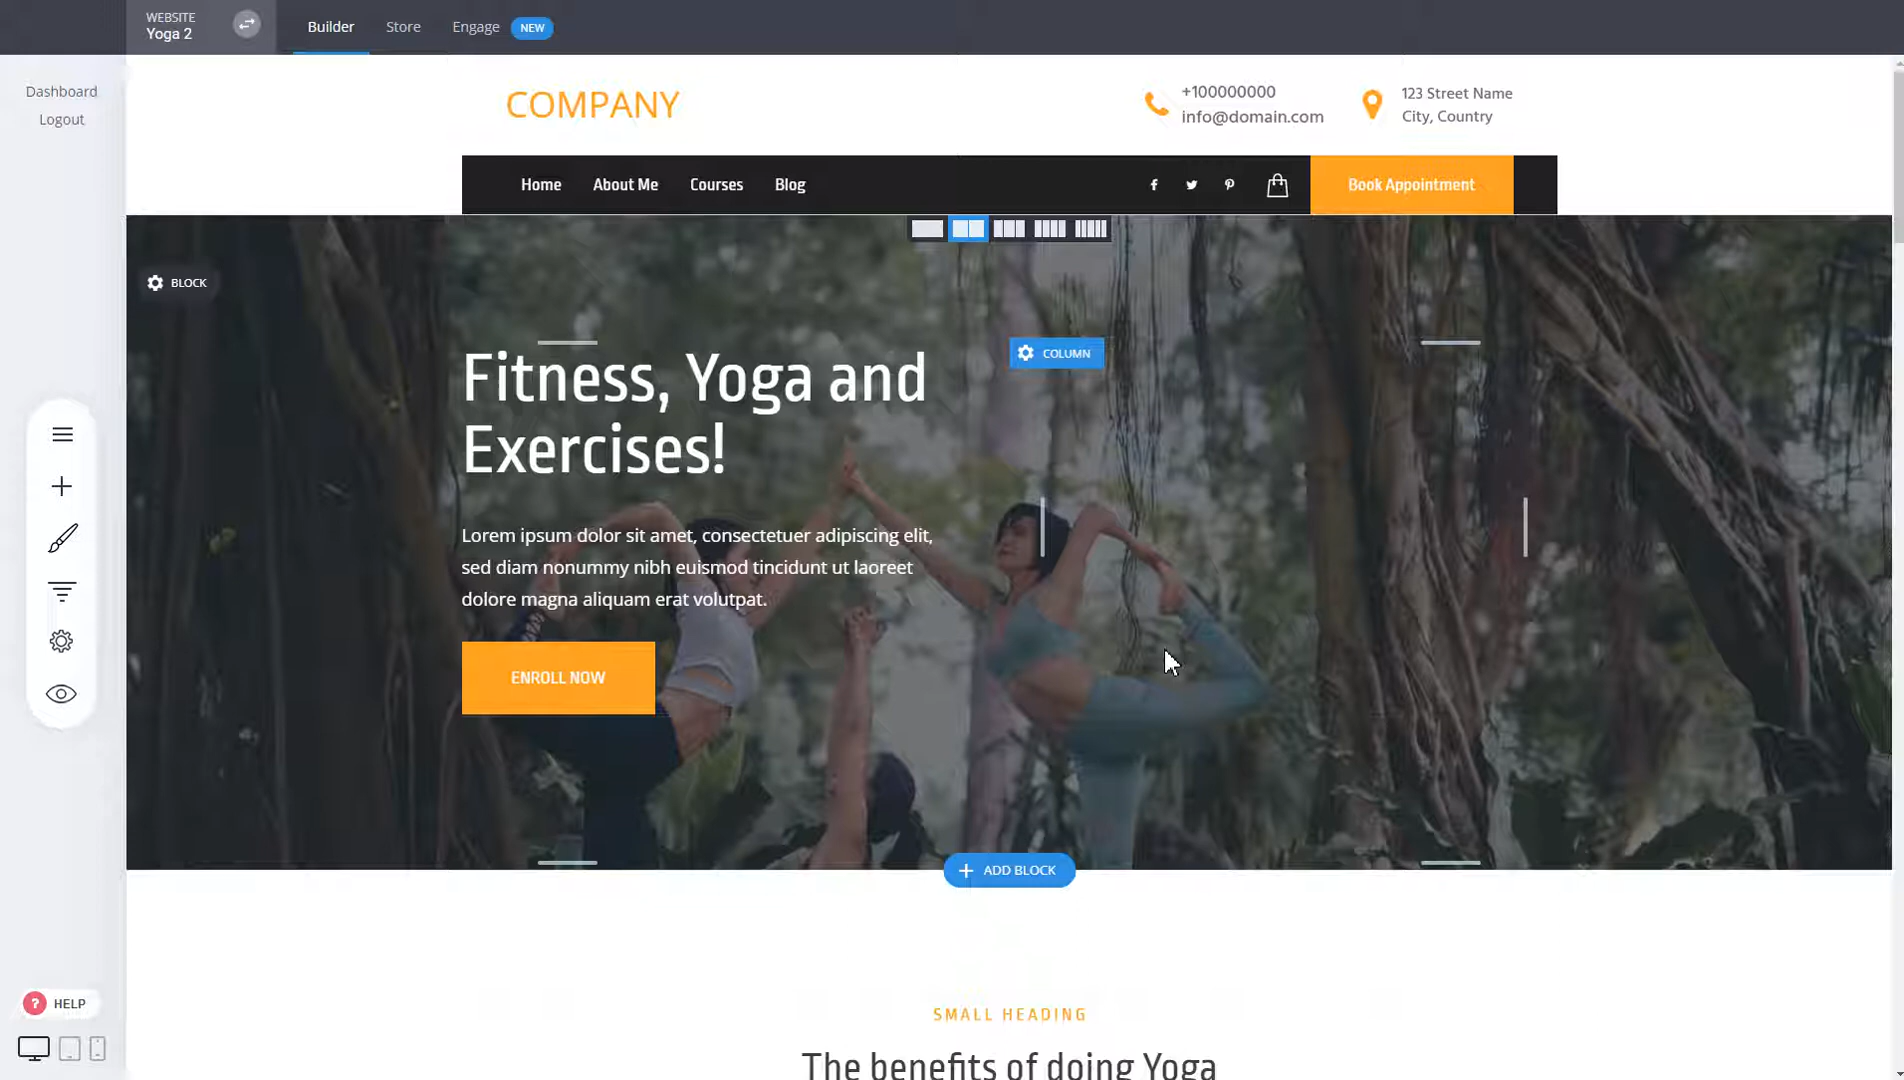 WEBSITE
Yoga 2
Builder
Store
Engage
NEW
Dashboard
Logout
COMPANY
+100000000
info@domain.com
123 Street Name
City, Country
Home
About Me
Courses
Blog
Book Appointment
BLOCK
COLUMN
Fitness, Yoga and
Exercises!
Lorem ipsum dolor sit amet, consectetuer adipiscing elit,
sed diam nonummy nibh euismod tincidunt ut laoreet
dolore magna aliquam erat volutpat.
ENROLL NOW
ADD BLOCK
? HELP
SMALL HEADING
The benefits of doing Yoga